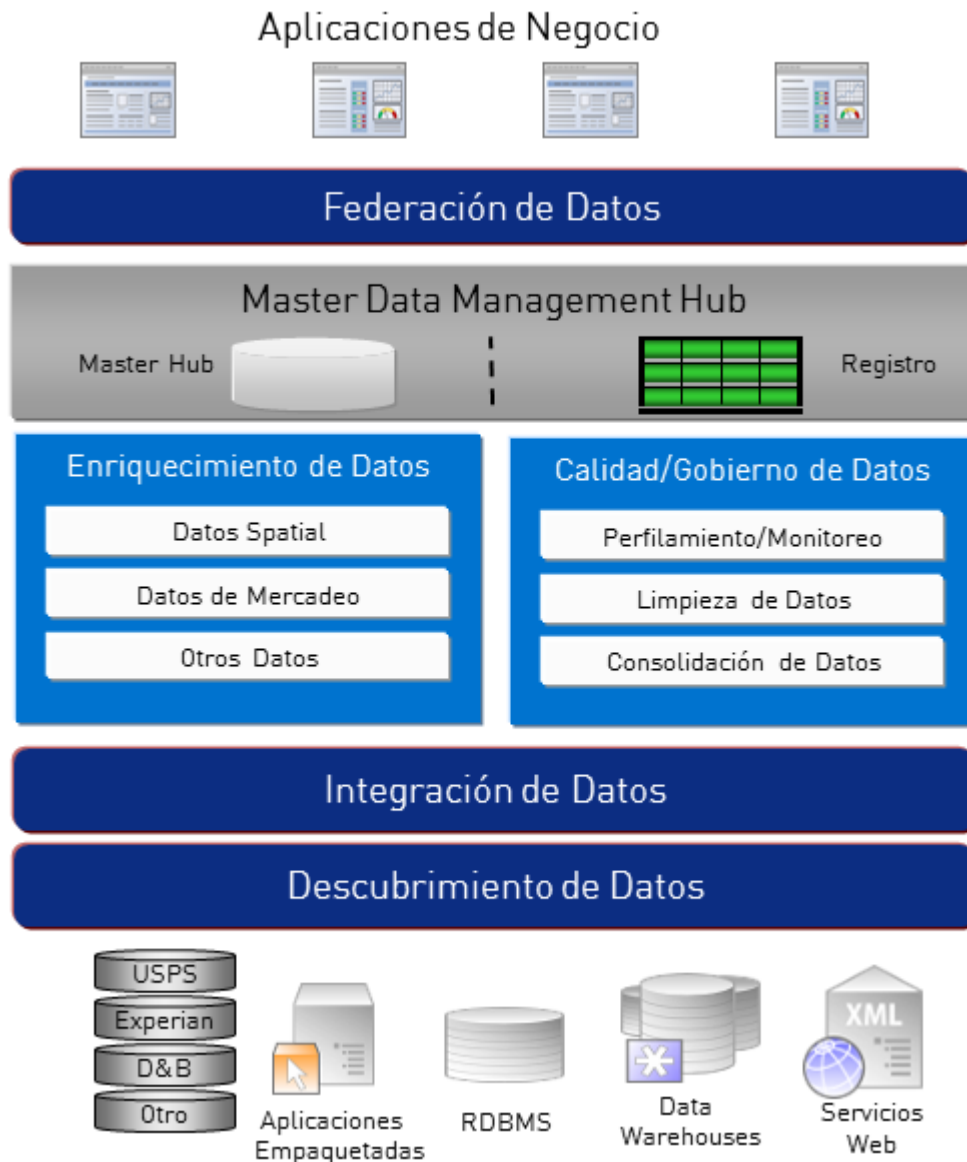 Aplicaciones de Negocio
Federación de Datos
Master Data Management Hub
Master Hub
Registro
Enriquecimiento de Datos
Datos Spatial
Datos de Mercadeo
Otros Datos
Calidad/Gobierno de Datos
Perfilamiento/Monitoreo
Limpieza de Datos
Consolidación de Datos
Integración de Datos
Descubrimiento de Datos
USPS
Experian
D&B
Otro
Aplicaciones
Empaquetadas
RDBMS
Data
Warehouses
XML
Servicios
Web